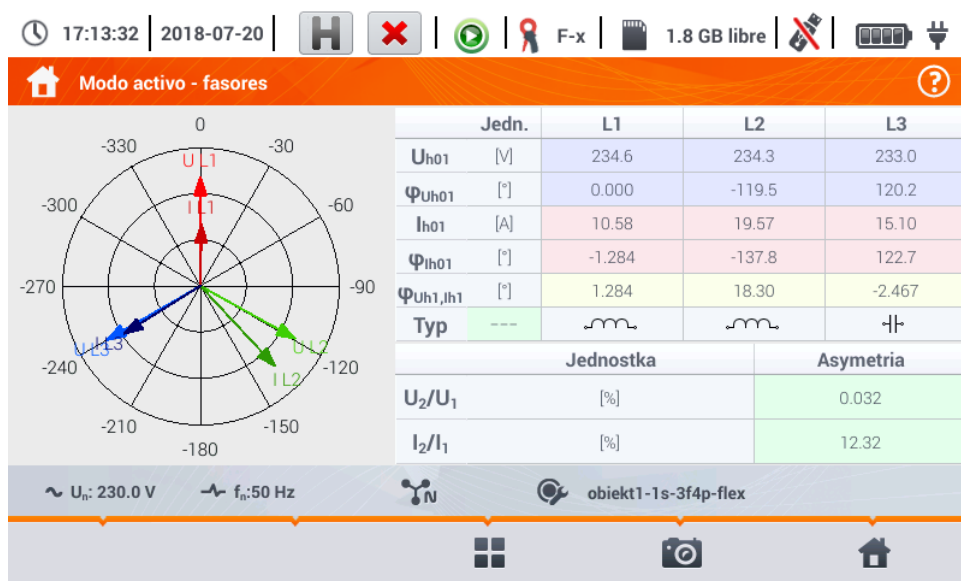 17:13:32 2018-07-20 H F-x 1.8 GB libre
Modo activo - fasores ?
0
-330 -30
U L1
-300 I L1 -60
-270 -90
U L3 I L3 U L2
-240 I L2 -120
-210 -150
-180
Jedn. L1 L2 L3
Uh01 [V] 234.6 234.3 233.0
φUh01 [°] 0.000 -119.5 120.2
Ih01 [A] 10.58 19.57 15.10
φIh01 [°] -1.284 -137.8 122.7
φUh1,Ih1 [°] 1.284 18.30 -2.467
Typ ---
Jednostka Asymetria
U₂/U₁ [%] 0.032
I₂/I₁ [%] 12.32
Uₙ: 230.0 V fₙ:50 Hz N obiekt1-1s-3f4p-flex